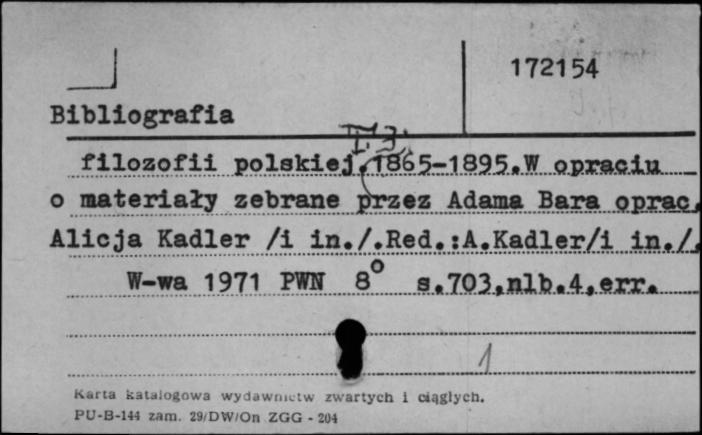 172154
Bibliografia
T. 3.
filozofii polskiej.1865-1895.W opraciu
o materiały zebrane przez Adama Bara oprac.
Alicja Kadler /i in./.Red.:A.Kadler/i in./.
W-wa 1971 PWN 8° s.703,nlb.4,err.
1
Karta katalogowa wydawnictw zwartych i ciągłych.
PU-B-144 zam. 29/DW/On ZGG - 204